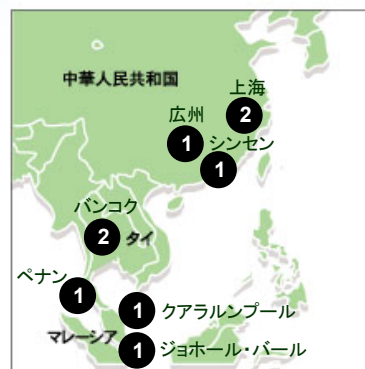 中華人民共和国
上海
2
広州
1
シンセン
1
バンコク
2
タイ
ペナン
1
1
クアラルンプール
マレーシア
1
ジョホール・バール